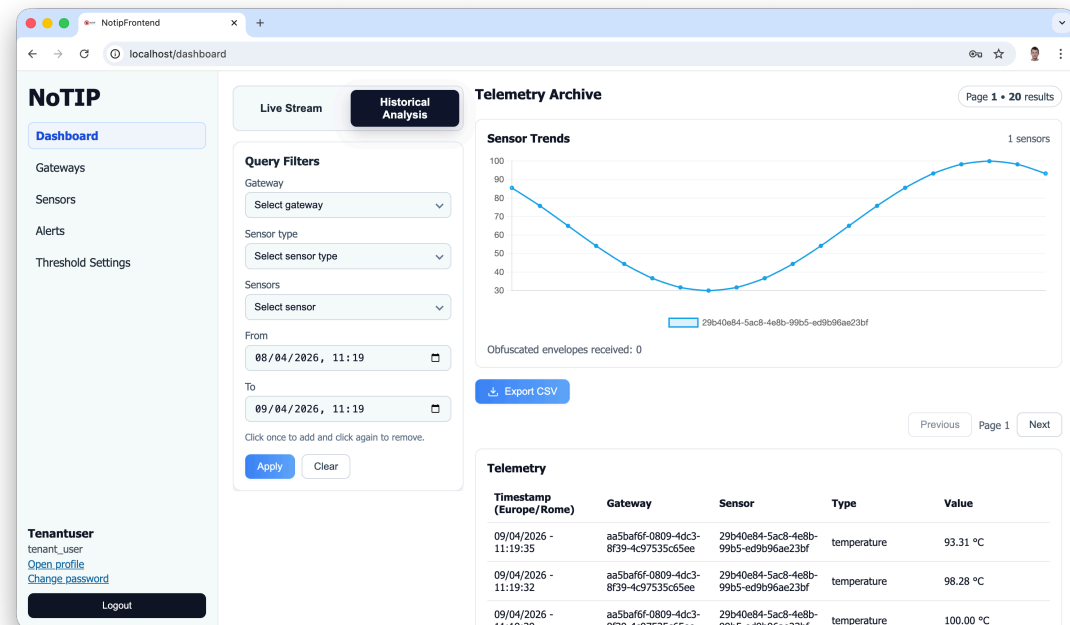 NotipFrontend
localhost/dashboard
NoTIP
Dashboard
Gateways
Sensors
Alerts
Threshold Settings
Tenantuser
tenant_user
Open profile
Change password
Logout
Live Stream
Historical
Analysis
Query Filters
Gateway
Select gateway
Sensor type
Select sensor type
Sensors
Select sensor
From
08/04/2026, 11:19
To
09/04/2026, 11:19
Click once to add and click again to remove.
Apply
Clear
Telemetry Archive
Page 1 • 20 results
Sensor Trends
1 sensors
100
90
80
70
60
50
40
30
29b40e84-5ac8-4e8b-99b5-ed9b96ae23bf
Obfuscated envelopes received: 0
Export CSV
Previous
Page 1
Next
Telemetry
Timestamp
(Europe/Rome)
Gateway
Sensor
Type
Value
09/04/2026 -
11:19:35
aa5baf6f-0809-4dc3-
8f39-4c97535c65ee
29b40e84-5ac8-4e8b-
99b5-ed9b96ae23bf
temperature
93.31 °C
09/04/2026 -
11:19:32
aa5baf6f-0809-4dc3-
8f39-4c97535c65ee
29b40e84-5ac8-4e8b-
99b5-ed9b96ae23bf
temperature
98.28 °C
09/04/2026 -
aa5baf6f-0809-4dc3-
29b40e84-5ac8-4e8b-
temperature
100.00 °C